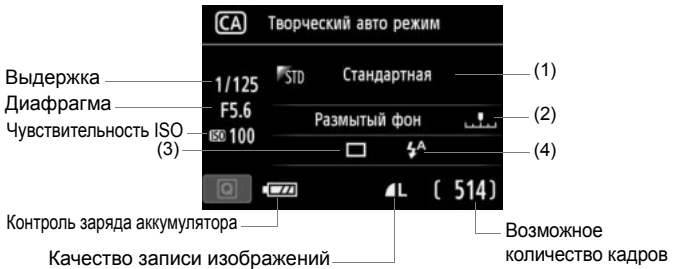 CA Творческий авто режим
Выдержка
1/125
STD Стандартная
(1)
Диафрагма
F5.6
Размытый фон
(2)
Чувствительность ISO
ISO 100
(3)
A
(4)
Q
L
[ 514]
Контроль заряда аккумулятора
Качество записи изображений
Возможное
количество кадров